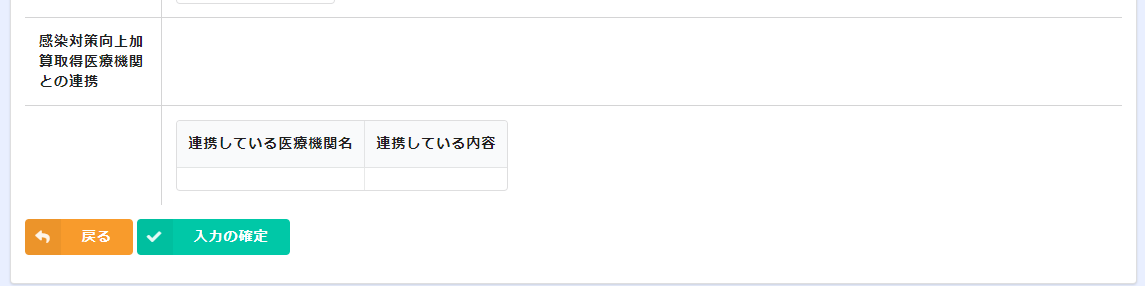 感染対策向上加
算取得医療機関
との連携
連携している医療機関名 連携している内容
戻る 入力の確定